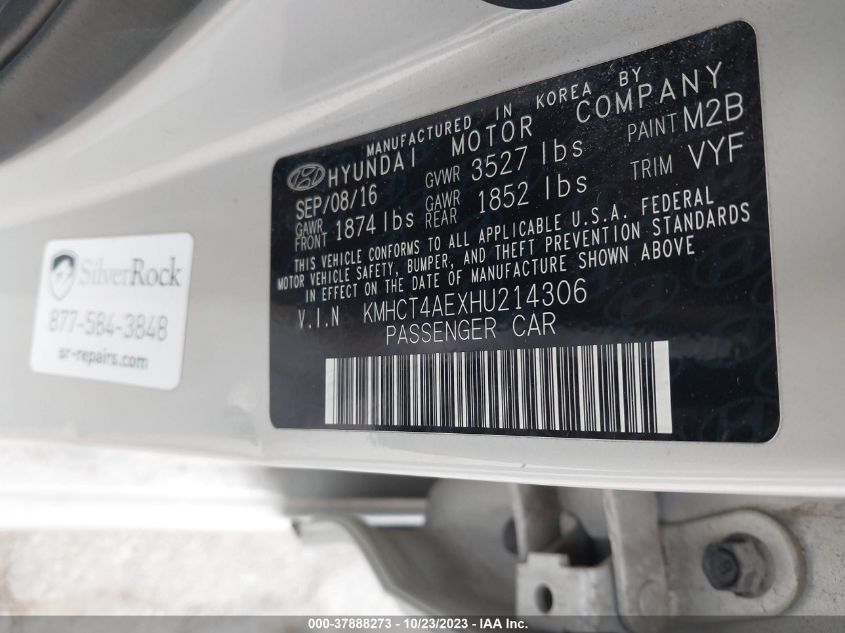 MANUFACTURED IN KOREA BY
HYUNDAI MOTOR COMPANY
SEP/08/16 GVWR 3527 lbs PAINT M2B
GAWR FRONT 1874 lbs GAWR REAR 1852 lbs TRIM VYF
THIS VEHICLE CONFORMS TO ALL APPLICABLE U.S.A. FEDERAL
MOTOR VEHICLE SAFETY, BUMPER, AND THEFT PREVENTION STANDARDS
IN EFFECT ON THE DATE OF MANUFACTURE SHOWN ABOVE
V.I.N KMHCT4AEXHU214306
PASSENGER CAR
SilverRock
877-584-3848
sr-repairs.com
000-37888273 - 10/23/2023 - IAA Inc.